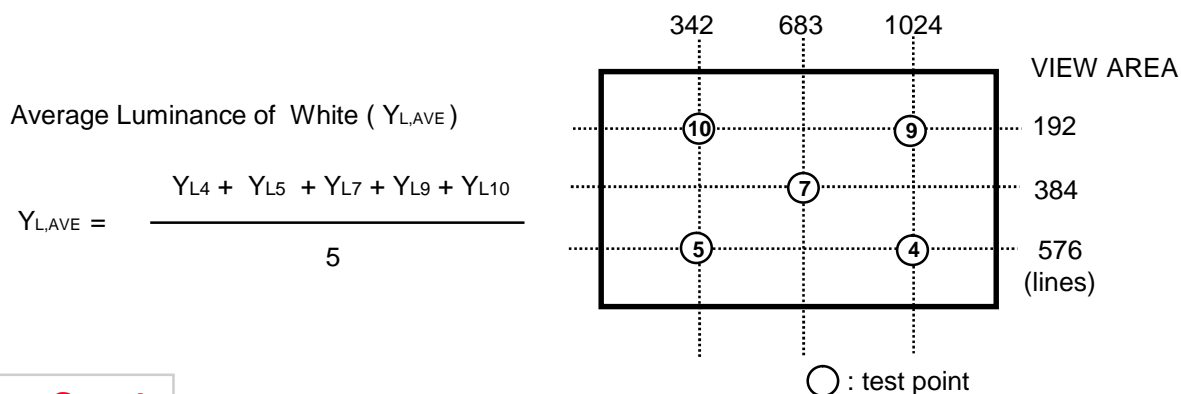 342 683 1024
VIEW AREA
Average Luminance of White ( YL,AVE )
10 9 192
YL4 + YL5 + YL7 + YL9 + YL10
7 384
YL,AVE =
5
5 4 576
(lines)
: test point